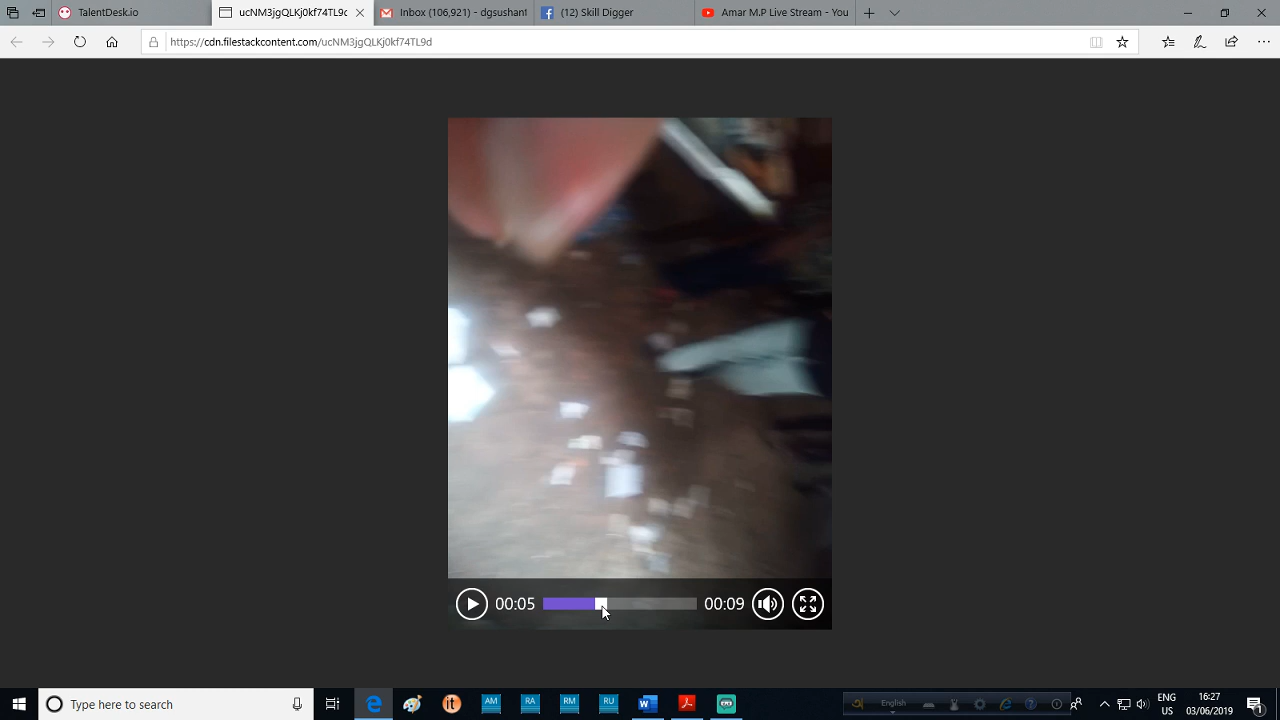 TalentDesk.io
ucNM3jgQLKj0kf74TL9c
Inbox (106,921) - dgsushant
(12) Skill Digger
Amar M.P Live Stream - You
https://cdn.filestackcontent.com/ucNM3jgQLKj0kf74TL9d
00:05
00:09
Type here to search
it
AM
RA
RM
RU
English
ENG
US
16:27
03/06/2019
1